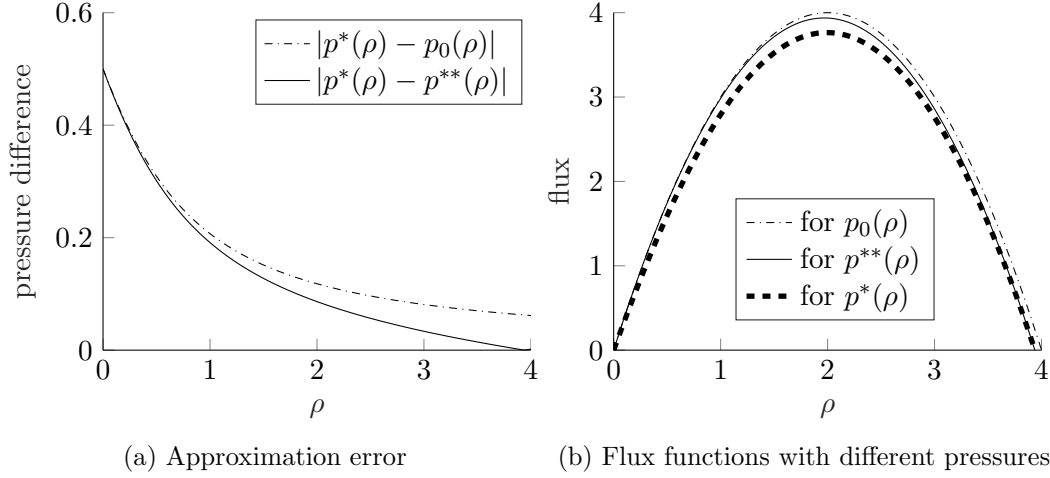 0.6
0.4
0.2
0
0 1 2 3 4
ρ
pressure difference
|p*(ρ) − p₀(ρ)|
|p*(ρ) − p**(ρ)|
(a) Approximation error
4
3
2
1
0
0 1 2 3 4
ρ
flux
for p₀(ρ)
for p**(ρ)
for p*(ρ)
(b) Flux functions with different pressures